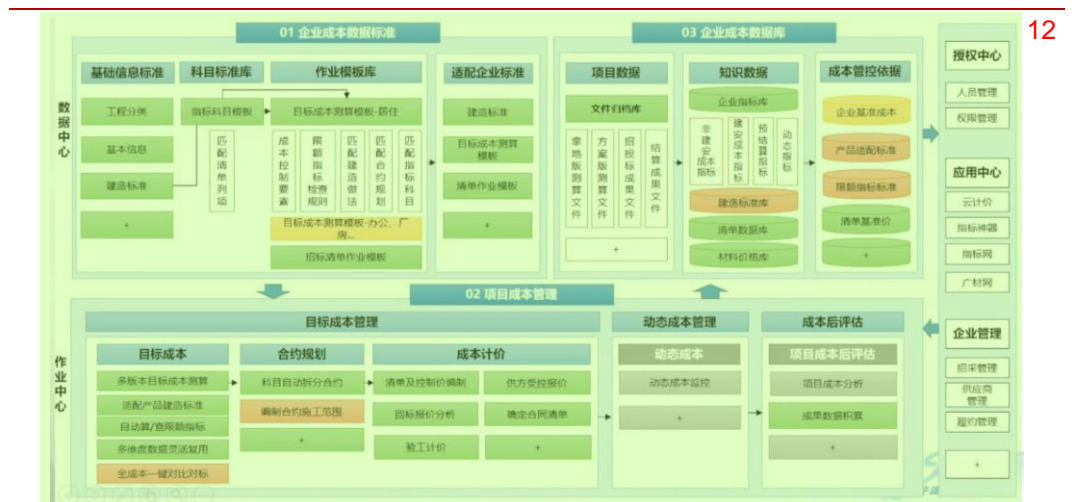 12
01 企业成本数据标准
03 企业成本数据库
数据中心
基础信息标准
工程分类
基本信息
建造标准
+
科目标准库
指标科目模板
匹配清单列项
作业模板库
目标成本测算模板-居住
成本控制要素
限额指标检查规则
匹配建造做法
匹配合约规划
匹配指标科目
目标成本测算模板-办公、厂
房...
招标清单作业模板
适配企业标准
建造标准
目标成本测算
模板
清单作业模板
+
项目数据
文件归档库
拿地版测算文件
方案版测算文件
招投标成果文件
结算成果文件
+
知识数据
企业指标库
非建安成本指标
建安成本指标
预结算指标
动态指标
建造标准库
清单数据库
材料价格库
成本管控依据
企业基准成本
产品适配标准
限额指标标准
清单基准价
+
02 项目成本管理
作业中心
目标成本管理
目标成本
多版本目标成本测算
适配产品建造标准
自动算/查限额指标
多维度数据灵活复用
全成本一键对比对标
合约规划
科目自动拆分合约
编制合约施工范围
+
成本计价
清单及控制价编制
供方受控报价
回标报价分析
确定合同清单
验工计价
+
动态成本管理
动态成本
动态成本监控
+
成本后评估
项目成本后评估
项目成本分析
成果数据积累
+
授权中心
人员管理
权限管理
应用中心
云计价
指标神器
指标网
广材网
企业管理
招采管理
供应商
管理
履约管理
+